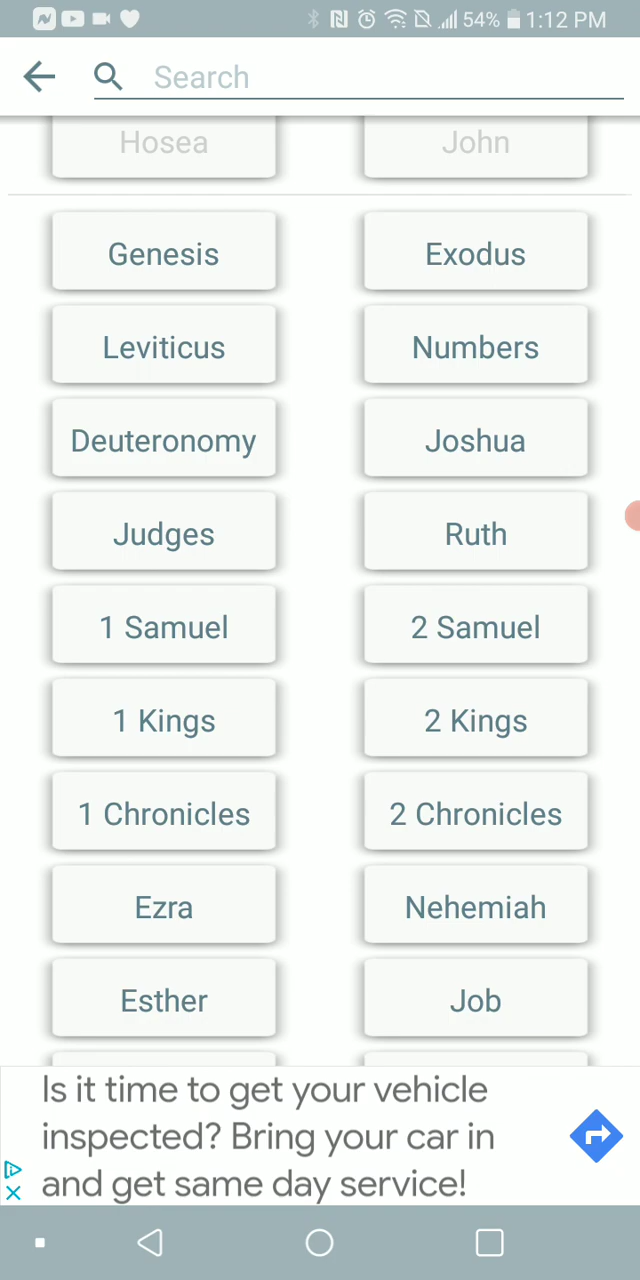 54% 1:12 PM
Search
Hosea John
Genesis Exodus
Leviticus Numbers
Deuteronomy Joshua
Judges Ruth
1 Samuel 2 Samuel
1 Kings 2 Kings
1 Chronicles 2 Chronicles
Ezra Nehemiah
Esther Job
Is it time to get your vehicle
inspected? Bring your car in
and get same day service!